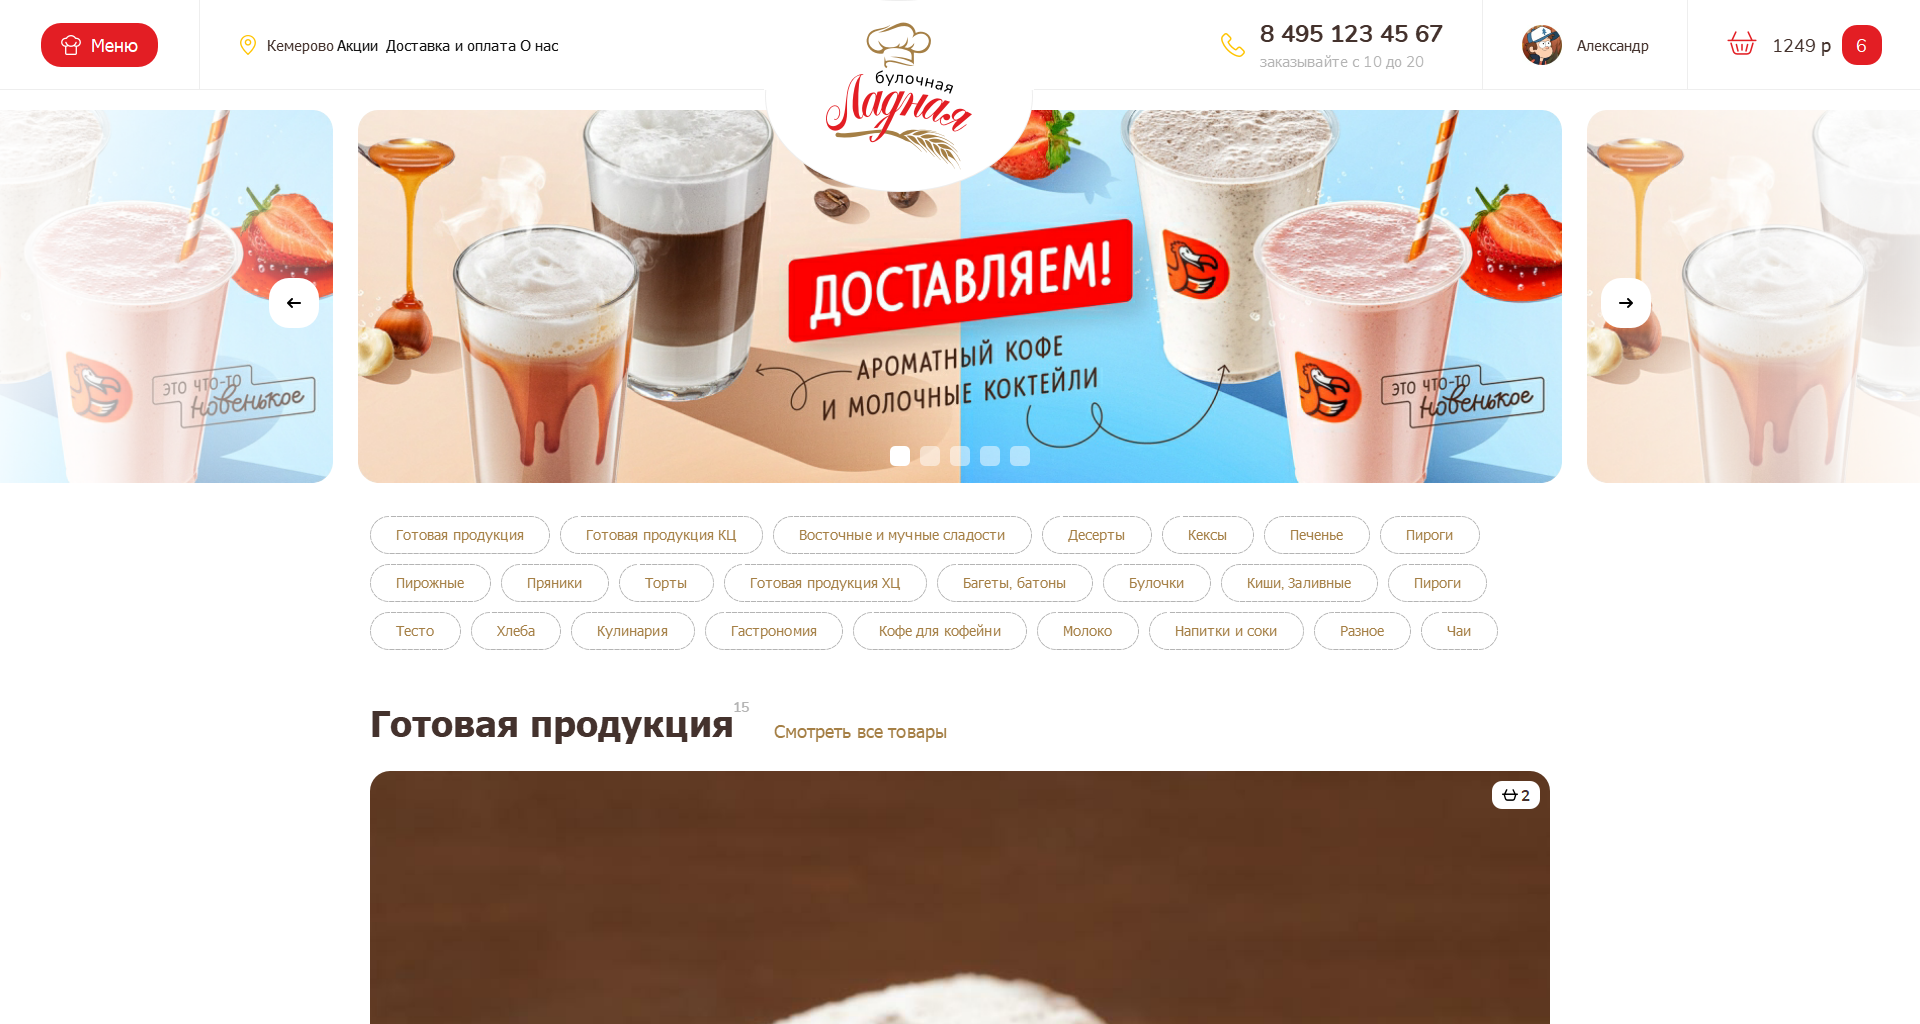 Меню
Кемерово Акции Доставка и оплата О нас
булочная
Ладная
8 495 123 45 67
заказывайте с 10 до 20
Александр
1249 р 6
ДОСТАВЛЯЕМ!
АРОМАТНЫЙ КОФЕ
И МОЛОЧНЫЕ КОКТЕЙЛИ
ЭТО ЧТО-ТО
новенькое
ЭТО ЧТО-ТО
новенькое
Готовая продукция Готовая продукция КЦ Восточные и мучные сладости Десерты Кексы Печенье Пироги
Пирожные Пряники Торты Готовая продукция ХЦ Багеты, батоны Булочки Киши, Заливные Пироги
Тесто Хлеба Кулинария Гастрономия Кофе для кофейни Молоко Напитки и соки Разное Чаи
Готовая продукция 15 Смотреть все товары
2